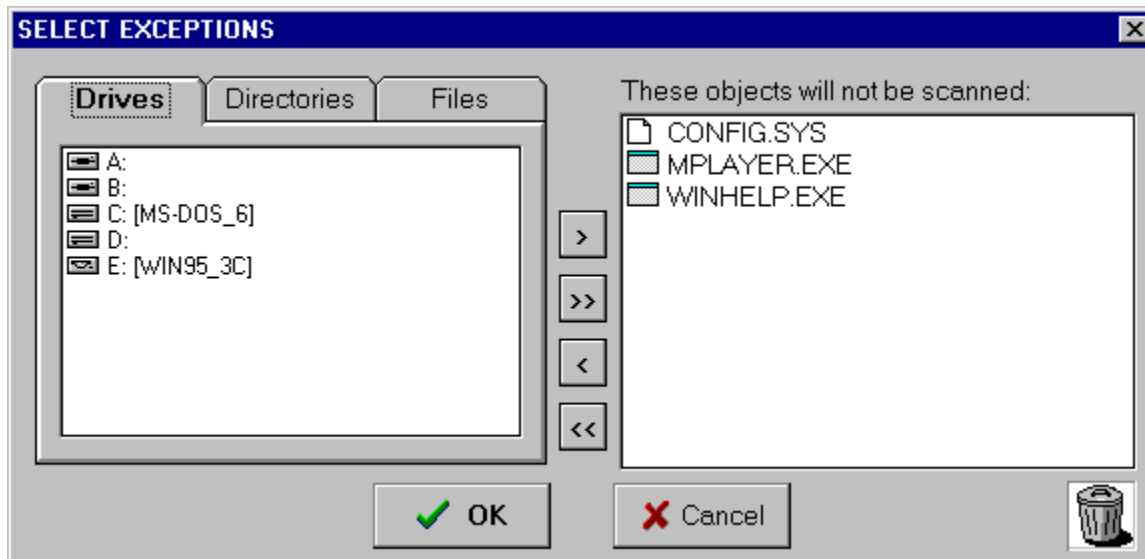 SELECT EXCEPTIONS
Drives
Directories
Files
A:
B:
C: [MS-DOS_6]
D:
E: [WIN95_3C]
>
>>
<
<<
These objects will not be scanned:
CONFIG.SYS
MPLAYER.EXE
WINHELP.EXE
OK
Cancel